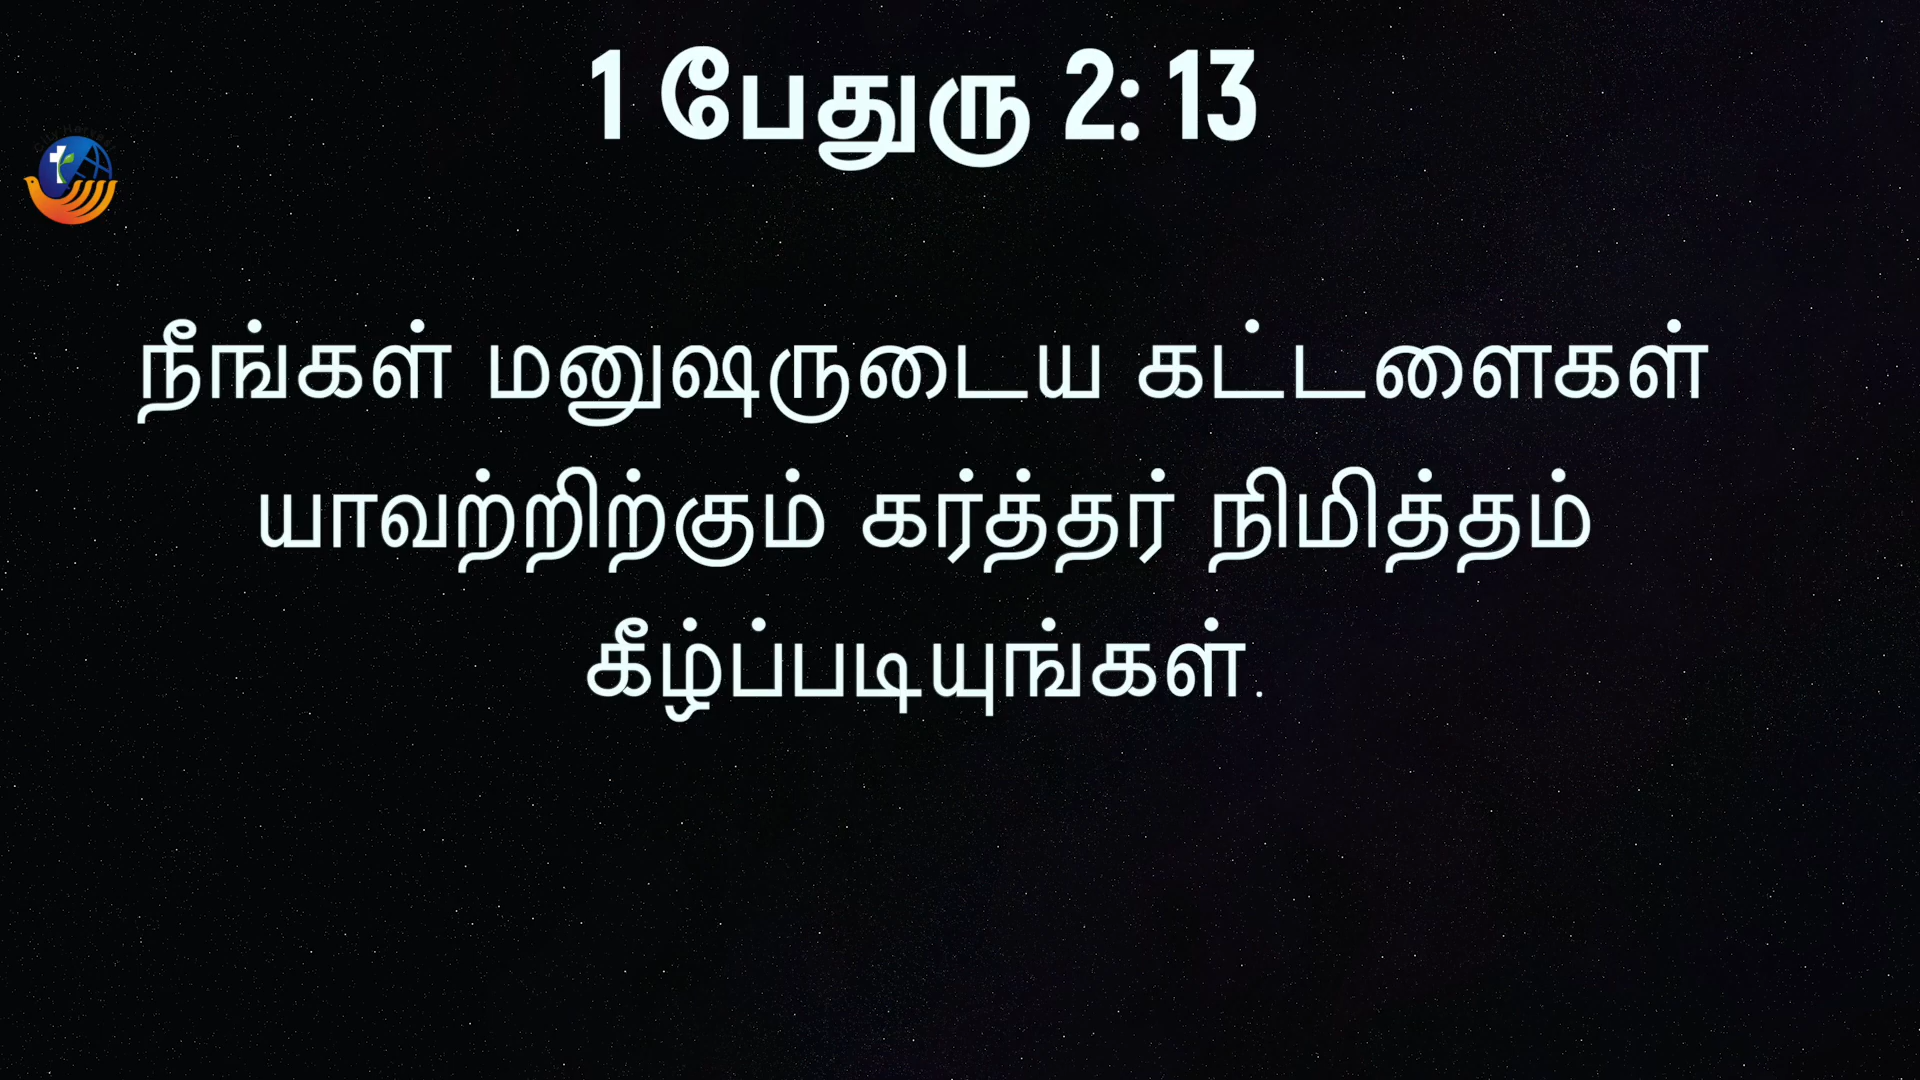 1 பேதுரு 2: 13
நீங்கள் மனுஷருடைய கட்டளைகள்
யாவற்றிற்கும் கர்த்தர் நிமித்தம்
கீழ்ப்படியுங்கள்.